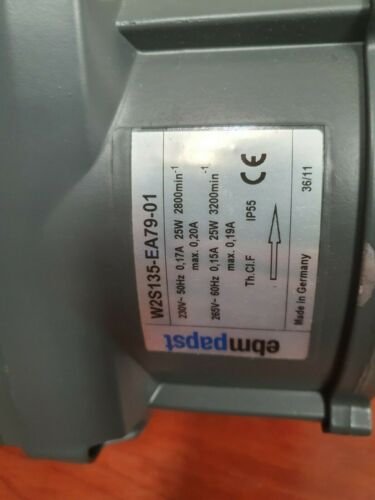 ebmpapst
W2S135-EA79-01
230V~ 50Hz 0,17A 25W 2800min-1
max. 0,20A
265V~ 60Hz 0,15A 25W 3200min-1
max. 0,19A
Th.Cl.F IP55
CE
Made in Germany 36/11